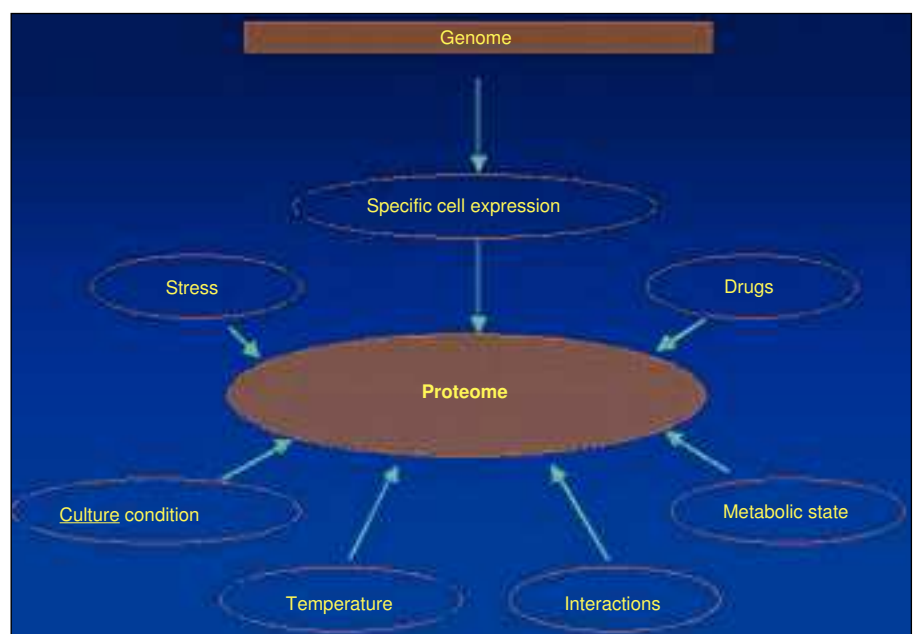 Genome
Specific cell expression
Stress
Drugs
Proteome
Culture condition
Metabolic state
Temperature
Interactions